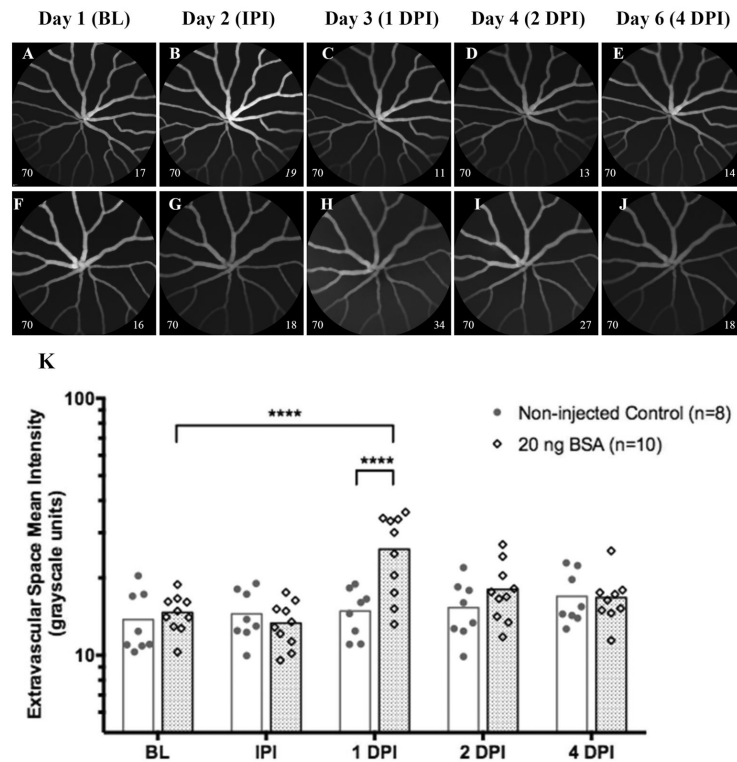 Day 1 (BL) Day 2 (IPI) Day 3 (1 DPI) Day 4 (2 DPI) Day 6 (4 DPI)
A B C D E
70 17 70 19 70 11 70 13 70 14
F G H I J
70 16 70 18 70 34 70 27 70 18
K
100
**** 
Non-injected Control (n=8)
20 ng BSA (n=10)
****
Extravascular Space Mean Intensity
(grayscale units)
10
BL IPI 1 DPI 2 DPI 4 DPI